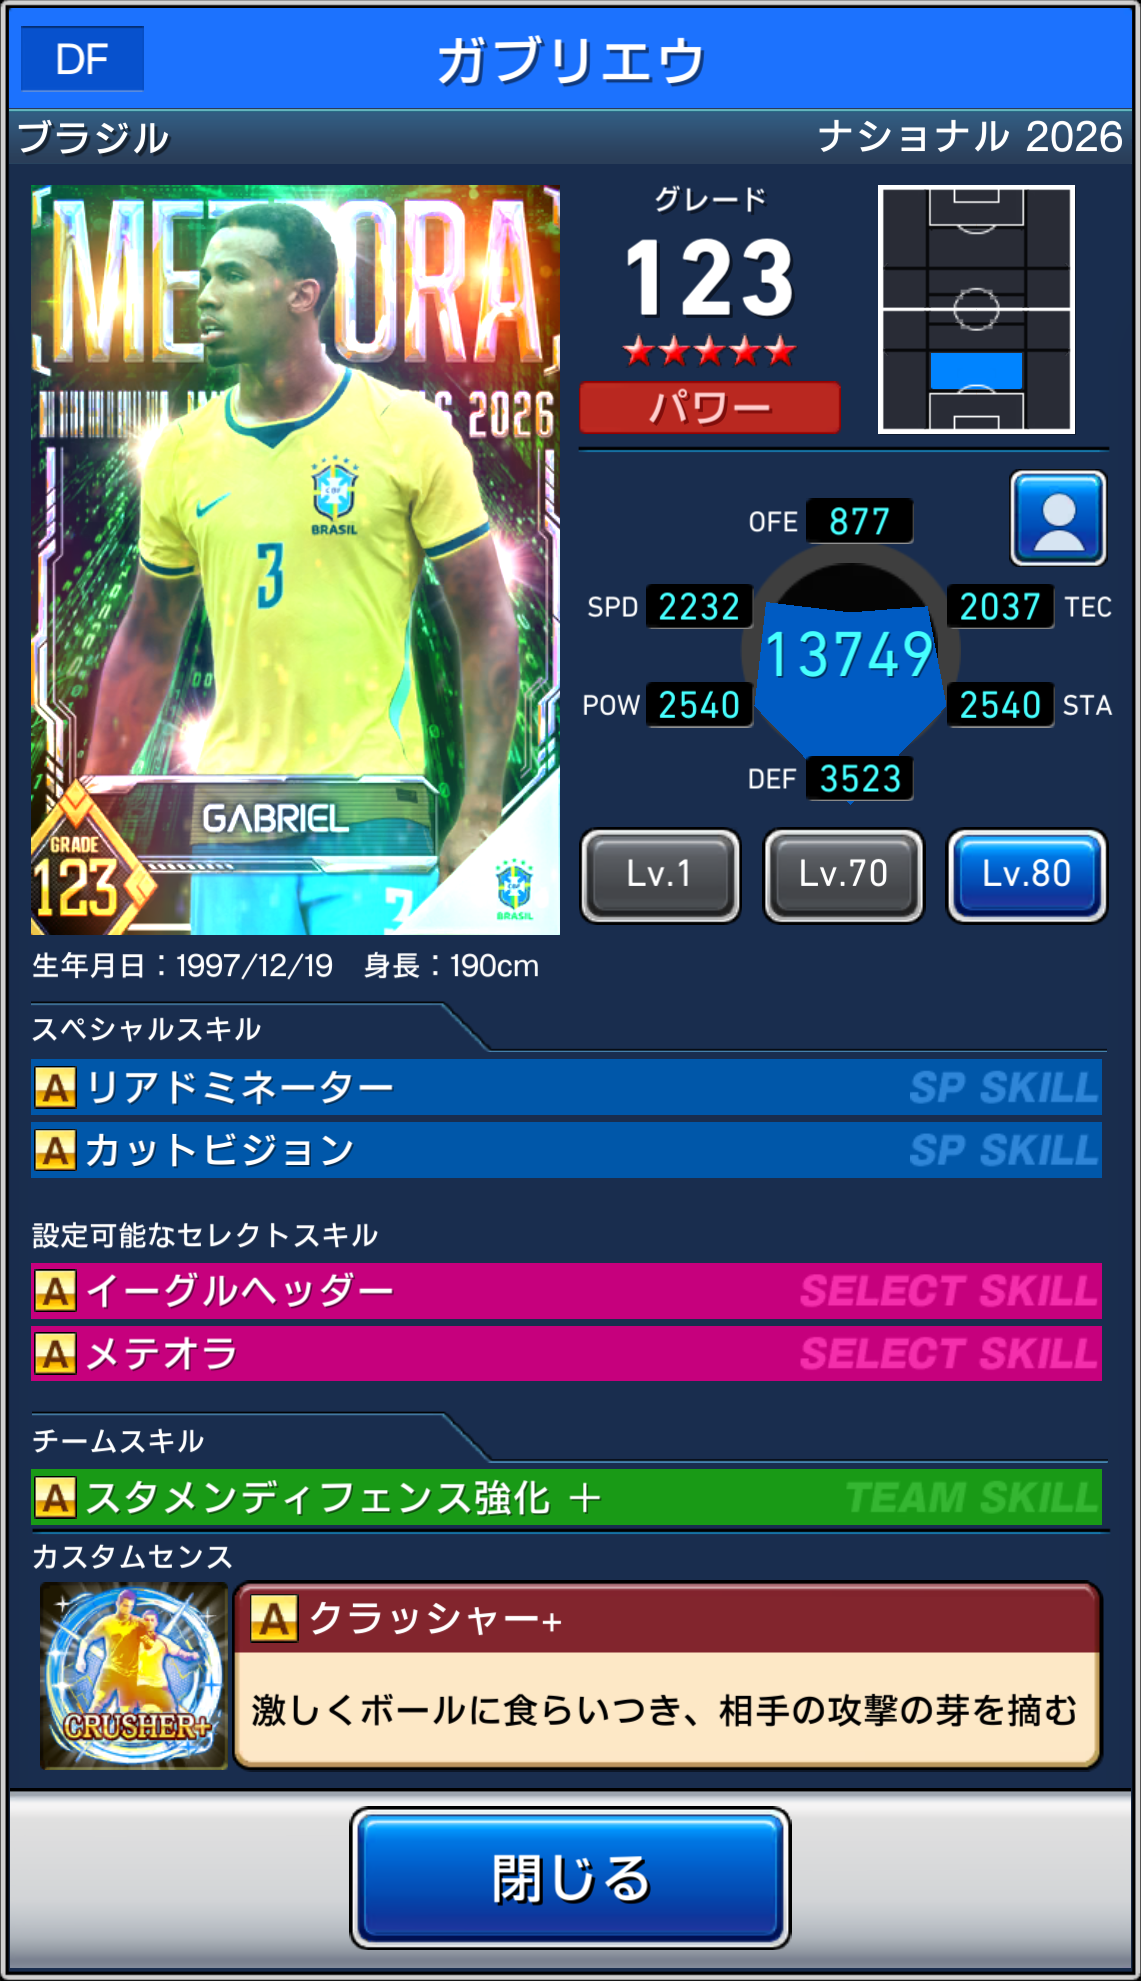 DF
ガブリエウ
ブラジル
ナショナル 2026
METEORA
2026
BRASIL
3
GABRIEL
GRADE
123
BRASIL
グレード
123
★★★★★
パワー
OFE 877
SPD 2232
2037 TEC
13749
POW 2540
2540 STA
DEF 3523
Lv.1
Lv.70
Lv.80
生年月日：1997/12/19 身長：190cm
スペシャルスキル
A リアドミネーター SP SKILL
A カットビジョン SP SKILL
設定可能なセレクトスキル
A イーグルヘッダー SELECT SKILL
A メテオラ SELECT SKILL
チームスキル
A スタメンディフェンス強化 ＋ TEAM SKILL
カスタムセンス
CRUSHER+
A クラッシャー+
激しくボールに食らいつき、相手の攻撃の芽を摘む
閉じる